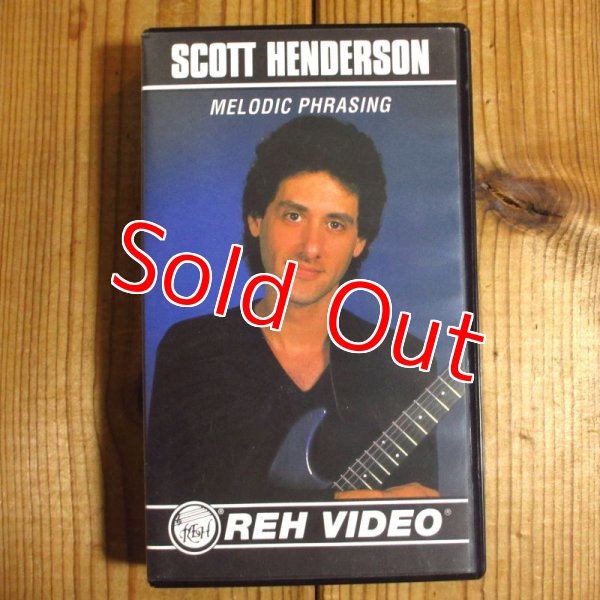 SCOTT HENDERSON
MELODIC PHRASING
Sold Out
REH
® REH VIDEO®